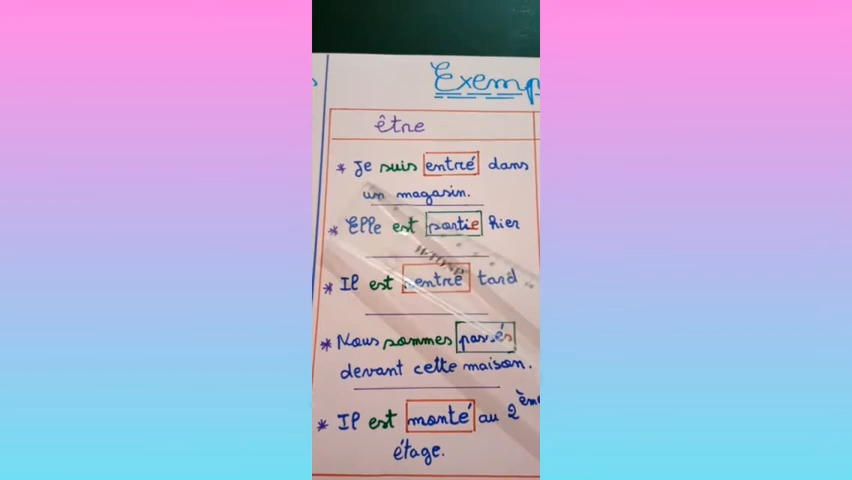 Exemp
être
* Je suis entré dans
un magasin.
* Elle est partie hier
* Il est rentré tard
* Nous sommes passés
devant cette maison.
* Il est monté au 2ème
étage.